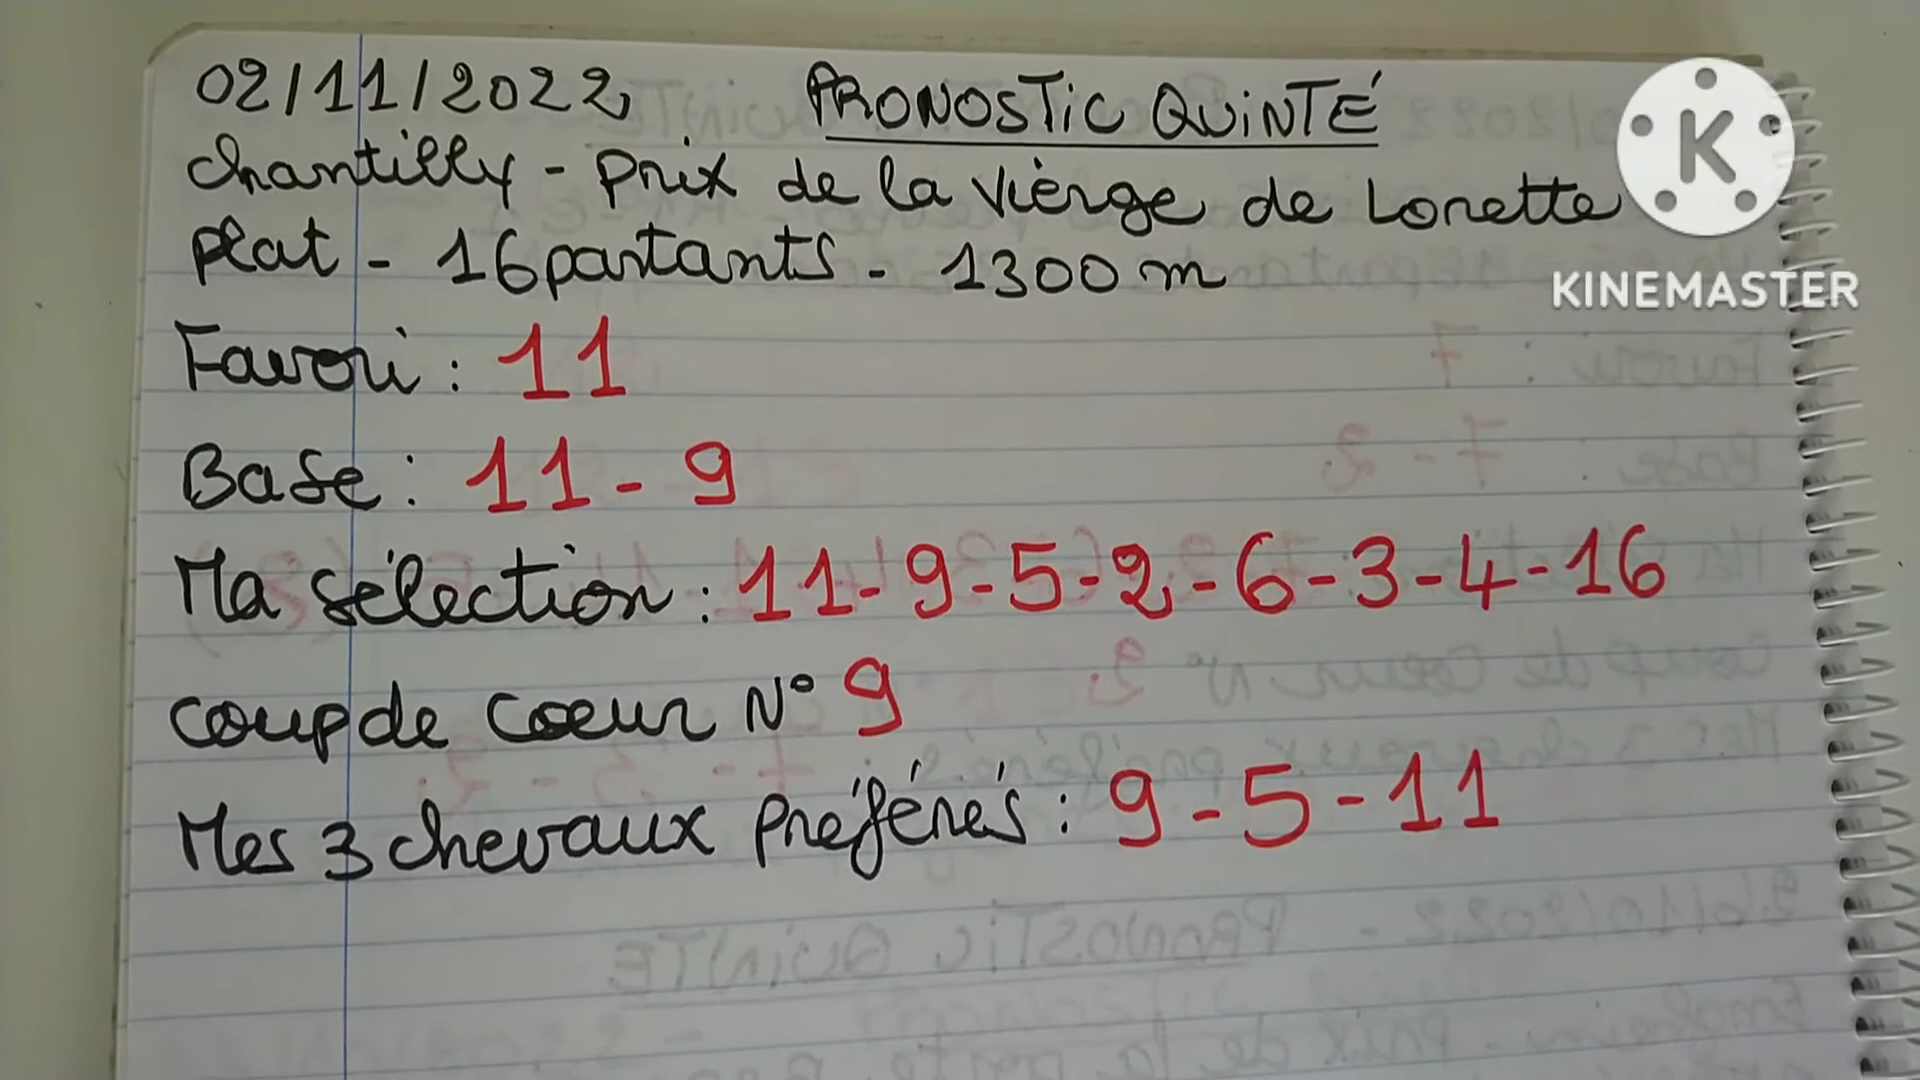 02/11/2022 PRONOSTIC QUINTÉ
Chantilly - Prix de la Vierge de Lorette
Plat - 16 partants - 1300 m
Favori : 11
Base : 11 - 9
Ma sélection : 11 - 9 - 5 - 2 - 6 - 3 - 4 - 16
coup de coeur N° 9
Mes 3 chevaux préférés : 9 - 5 - 11
K
KINEMASTER